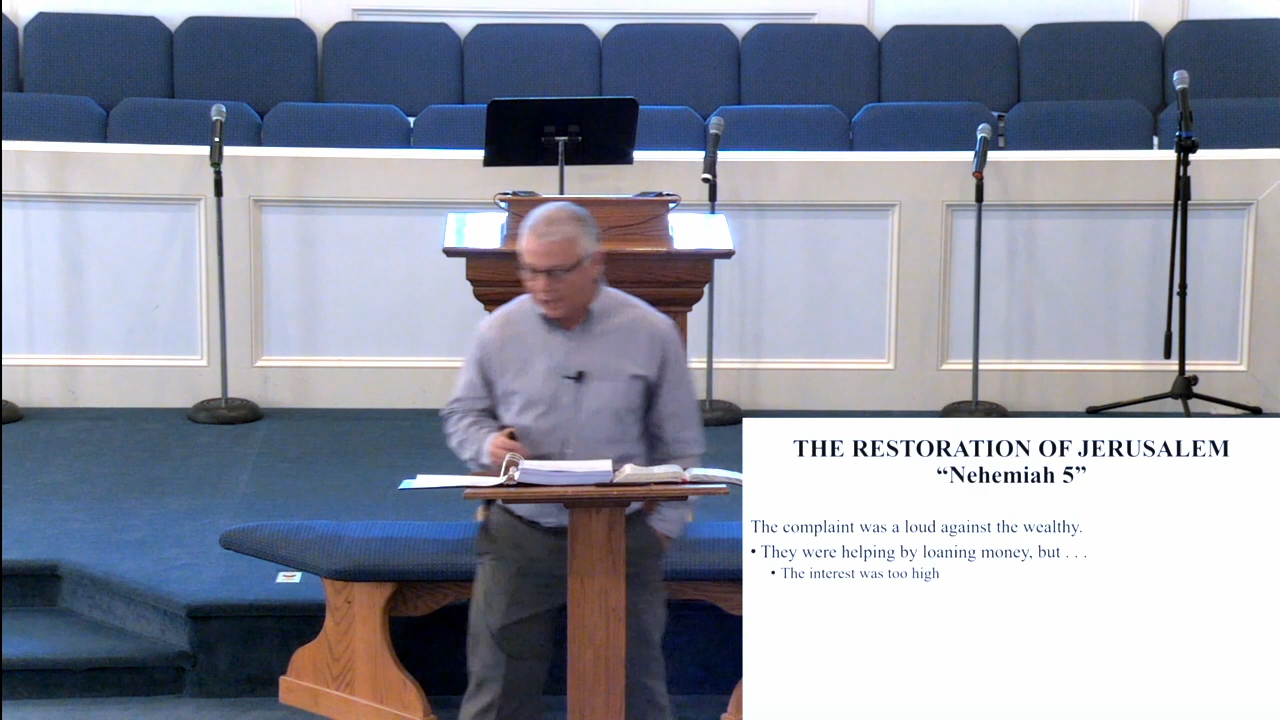 THE RESTORATION OF JERUSALEM
“Nehemiah 5”
The complaint was a loud against the wealthy.
• They were helping by loaning money, but . . .
• The interest was too high